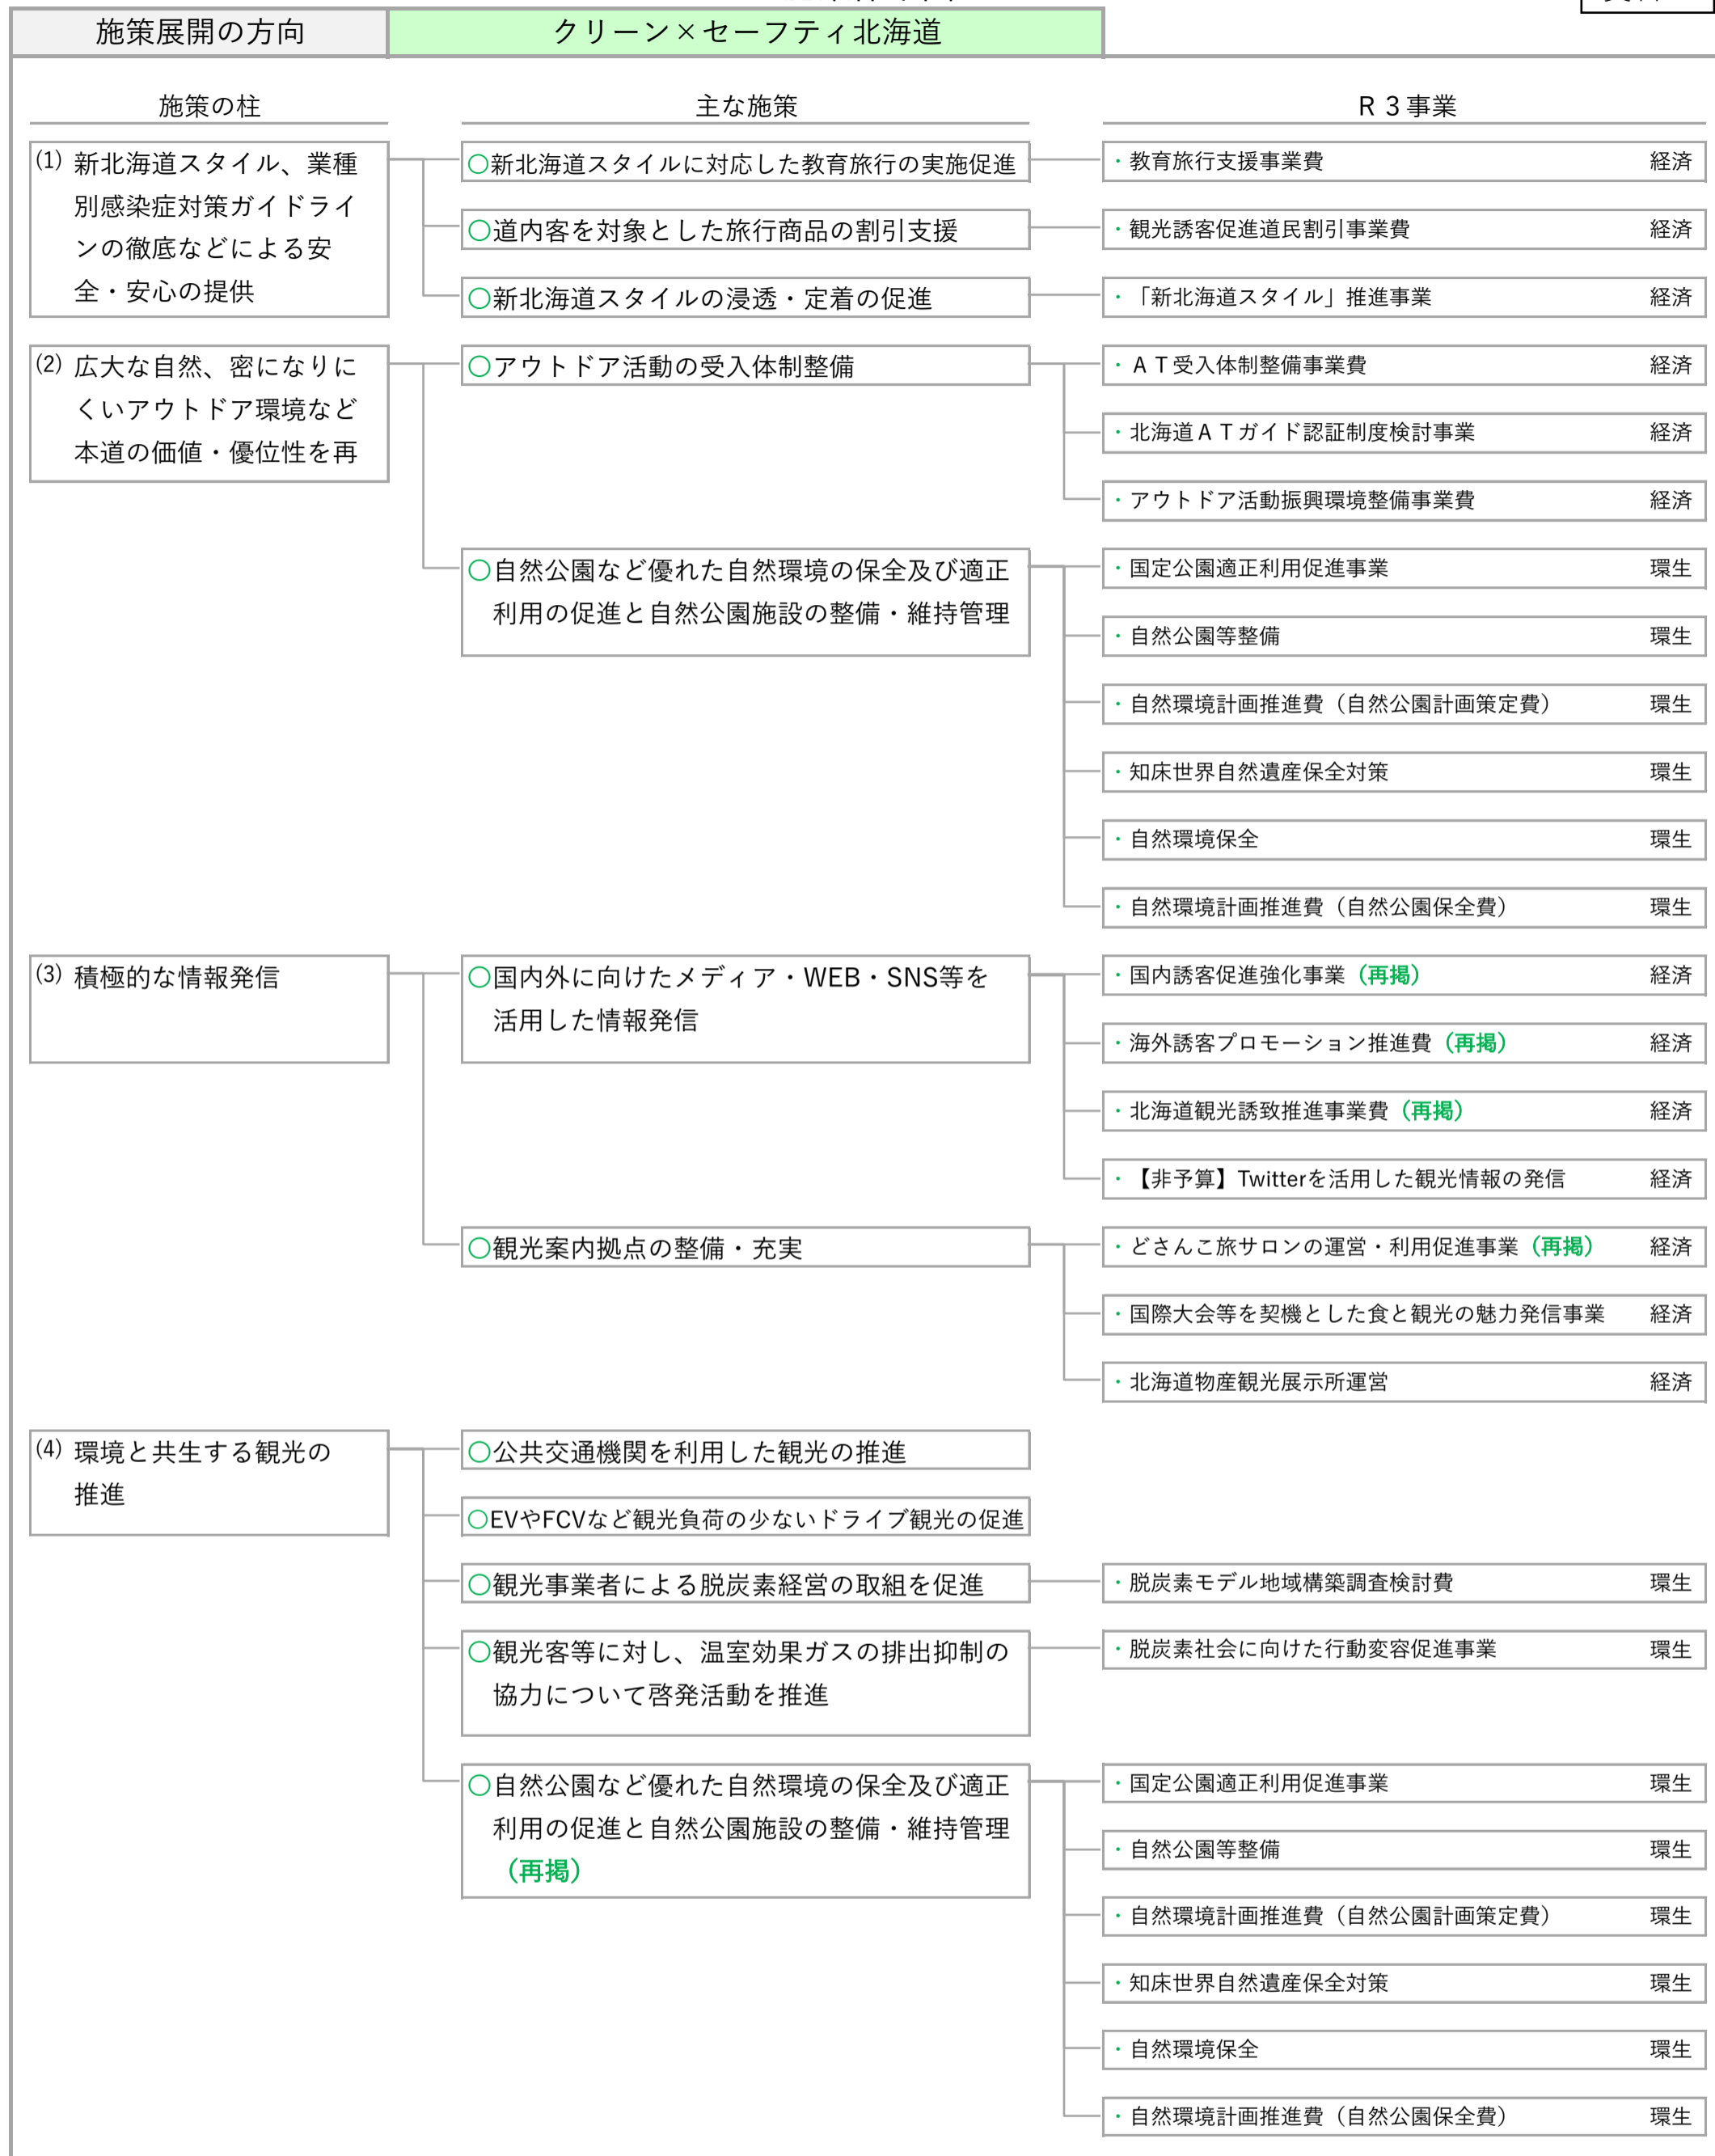 施策展開の方向 クリーン×セーフティ北海道
施策の柱 主な施策 Ｒ３事業
(1) 新北海道スタイル、業種
別感染症対策ガイドライ
ンの徹底などによる安
全・安心の提供
○新北海道スタイルに対応した教育旅行の実施促進
・教育旅行支援事業費 経済
○道内客を対象とした旅行商品の割引支援
・観光誘客促進道民割引事業費 経済
○新北海道スタイルの浸透・定着の促進
・「新北海道スタイル」推進事業 経済
(2) 広大な自然、密になりに
くいアウトドア環境など
本道の価値・優位性を再
○アウトドア活動の受入体制整備
・ＡＴ受入体制整備事業費 経済
・北海道ＡＴガイド認証制度検討事業 経済
・アウトドア活動振興環境整備事業費 経済
○自然公園など優れた自然環境の保全及び適正
利用の促進と自然公園施設の整備・維持管理
・国定公園適正利用促進事業 環生
・自然公園等整備 環生
・自然環境計画推進費（自然公園計画策定費） 環生
・知床世界自然遺産保全対策 環生
・自然環境保全 環生
・自然環境計画推進費（自然公園保全費） 環生
(3) 積極的な情報発信
○国内外に向けたメディア・WEB・SNS等を
活用した情報発信
・国内誘客促進強化事業（再掲） 経済
・海外誘客プロモーション推進費（再掲） 経済
・北海道観光誘致推進事業費（再掲） 経済
・【非予算】Twitterを活用した観光情報の発信 経済
○観光案内拠点の整備・充実
・どさんこ旅サロンの運営・利用促進事業（再掲） 経済
・国際大会等を契機とした食と観光の魅力発信事業 経済
・北海道物産観光展示所運営 経済
(4) 環境と共生する観光の
推進
○公共交通機関を利用した観光の推進
○EVやFCVなど観光負荷の少ないドライブ観光の促進
○観光事業者による脱炭素経営の取組を促進
・脱炭素モデル地域構築調査検討費 環生
○観光客等に対し、温室効果ガスの排出抑制の
協力について啓発活動を推進
・脱炭素社会に向けた行動変容促進事業 環生
○自然公園など優れた自然環境の保全及び適正
利用の促進と自然公園施設の整備・維持管理
（再掲）
・国定公園適正利用促進事業 環生
・自然公園等整備 環生
・自然環境計画推進費（自然公園計画策定費） 環生
・知床世界自然遺産保全対策 環生
・自然環境保全 環生
・自然環境計画推進費（自然公園保全費） 環生